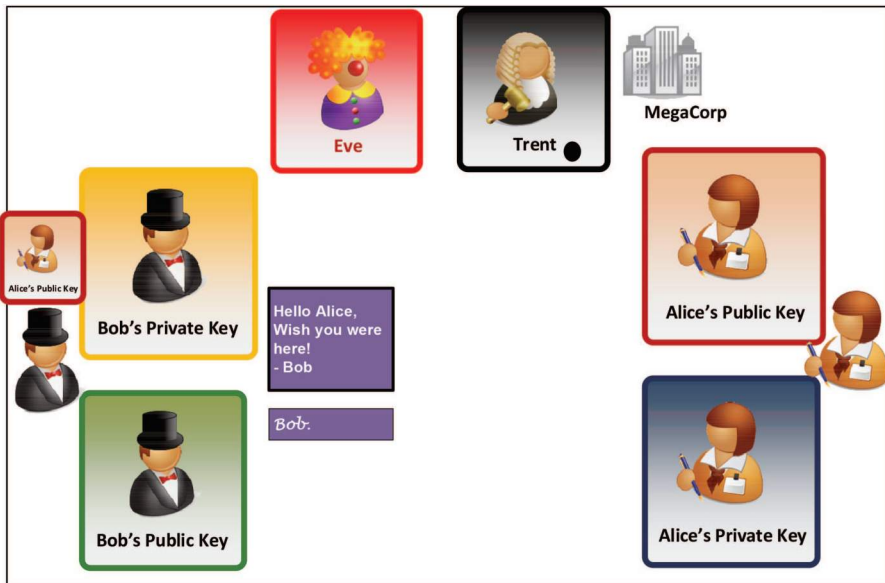 Eve
Trent
MegaCorp
Alice's Public Key
Bob's Private Key
Hello Alice,
Wish you were
here!
- Bob
Alice's Public Key
Bob.
Bob's Public Key
Alice's Private Key